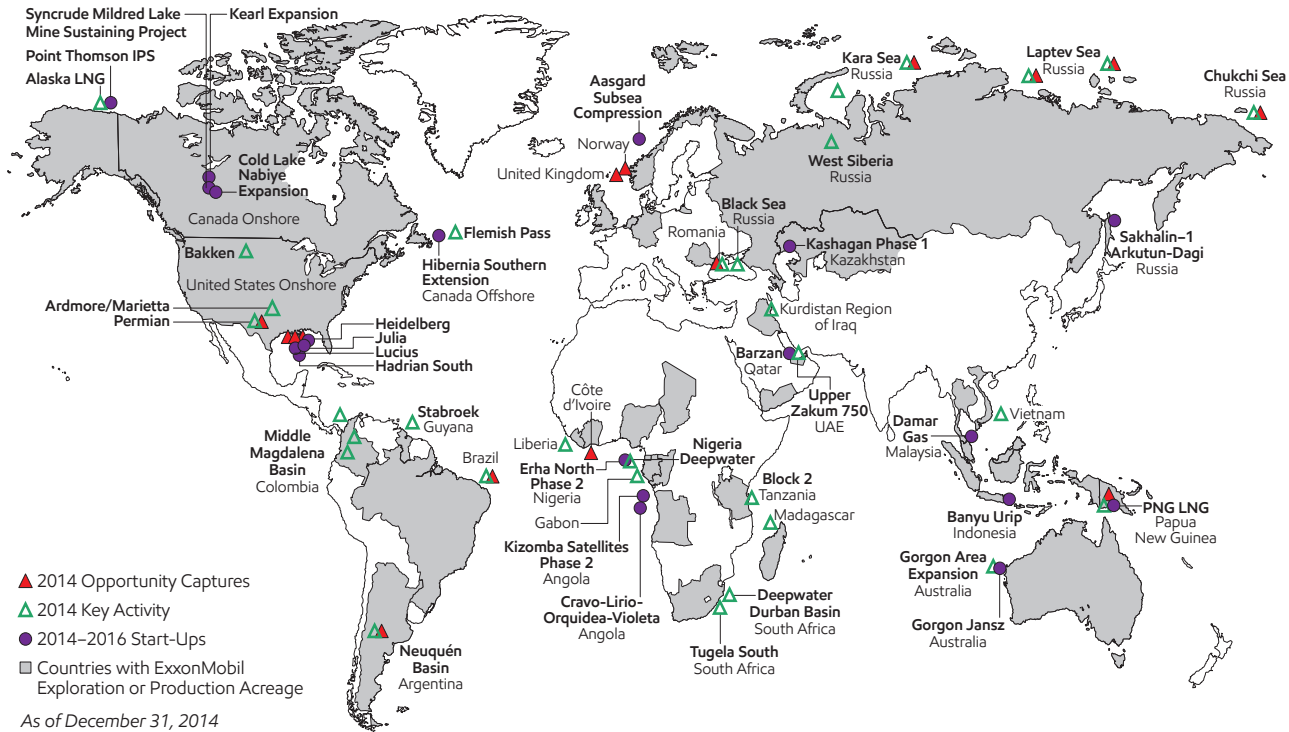 Syncrude Mildred Lake
Mine Sustaining Project
Kearl Expansion
Point Thomson IPS
Alaska LNG
Cold Lake
Nabiye
Expansion
Canada Onshore
Bakken
United States Onshore
Ardmore/Marietta
Permian
Flemish Pass
Hibernia Southern
Extension
Canada Offshore
Heidelberg
Julia
Lucius
Hadrian South
Stabroek
Guyana
Middle
Magdalena
Basin
Colombia
Brazil
Neuquén
Basin
Argentina
Aasgard
Subsea
Compression
Norway
United Kingdom
Kara Sea
Russia
Laptev Sea
Russia
Chukchi Sea
Russia
West Siberia
Russia
Black Sea
Russia
Romania
Kashagan Phase 1
Kazakhstan
Sakhalin–1
Arkutun-Dagi
Russia
Kurdistan Region
of Iraq
Barzan
Qatar
Upper
Zakum 750
UAE
Côte
d’Ivoire
Liberia
Erha North
Phase 2
Nigeria
Nigeria
Deepwater
Gabon
Kizomba Satellites
Phase 2
Angola
Cravo-Lirio-
Orquidea-Violeta
Angola
Block 2
Tanzania
Madagascar
Deepwater
Durban Basin
South Africa
Tugela South
South Africa
Vietnam
Damar
Gas
Malaysia
Banyu Urip
Indonesia
PNG LNG
Papua
New Guinea
Gorgon Area
Expansion
Australia
Gorgon Jansz
Australia
2014 Opportunity Captures
2014 Key Activity
2014–2016 Start-Ups
Countries with ExxonMobil
Exploration or Production Acreage
As of December 31, 2014